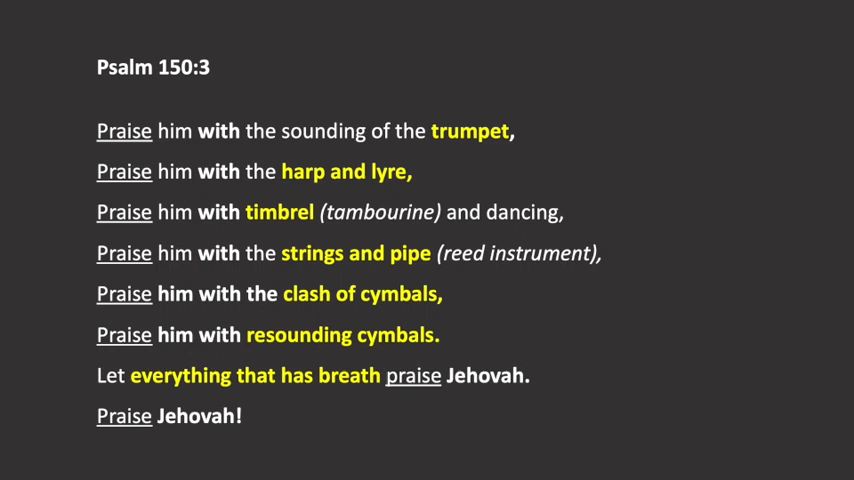 Psalm 150:3
Praise him with the sounding of the trumpet,
Praise him with the harp and lyre,
Praise him with timbrel (tambourine) and dancing,
Praise him with the strings and pipe (reed instrument),
Praise him with the clash of cymbals,
Praise him with resounding cymbals.
Let everything that has breath praise Jehovah.
Praise Jehovah!